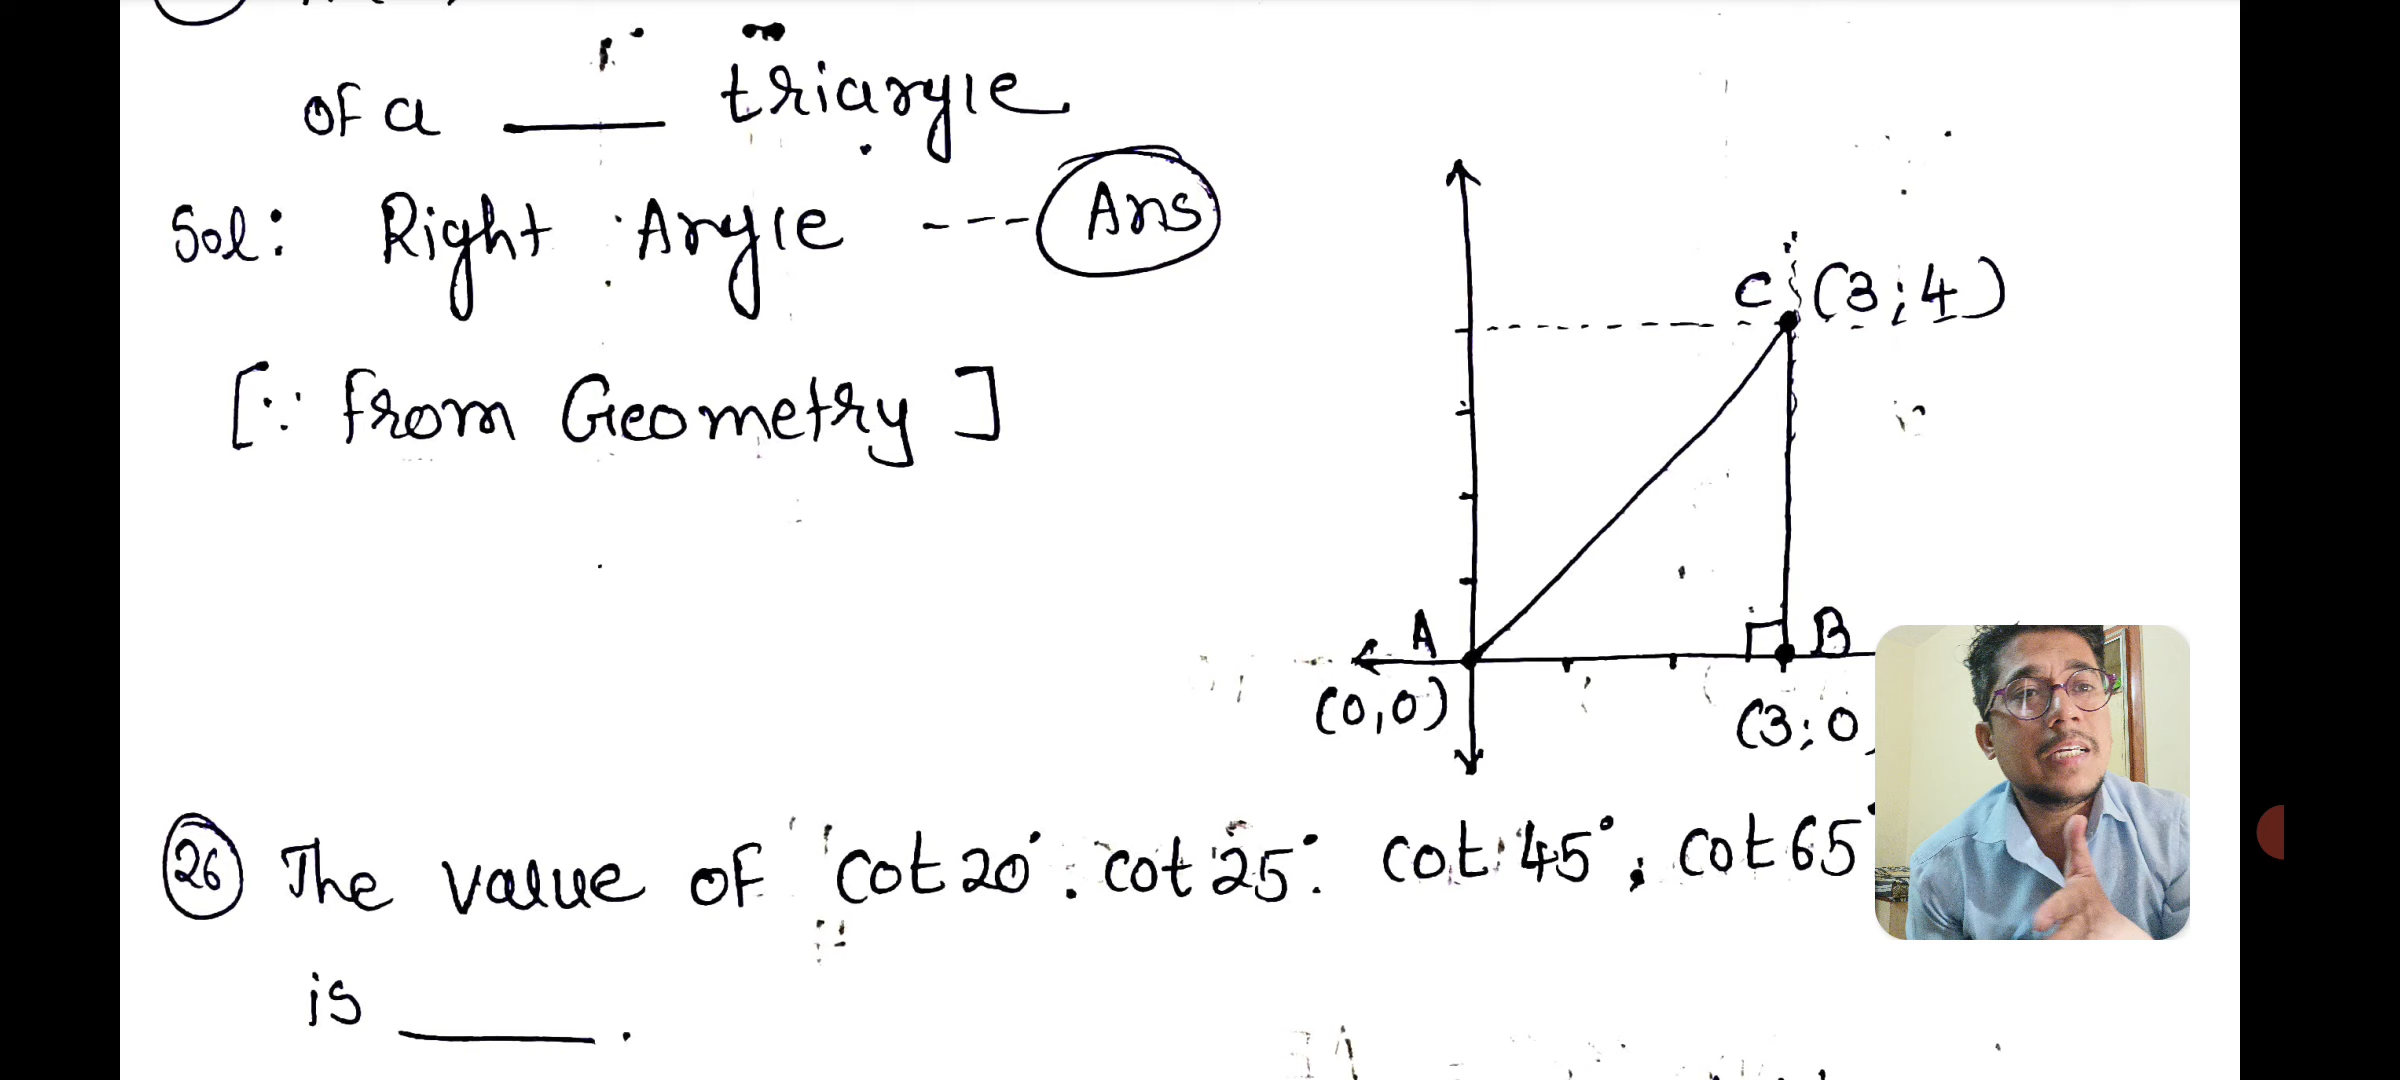 of a ____ triangle
Sol: Right Angle --- Ans
[∵ from Geometry]
C (3;4)
A
B
(0,0)
(3;0
26 The value of cot 20°. cot 25°. cot 45°. cot 65°
is ____.